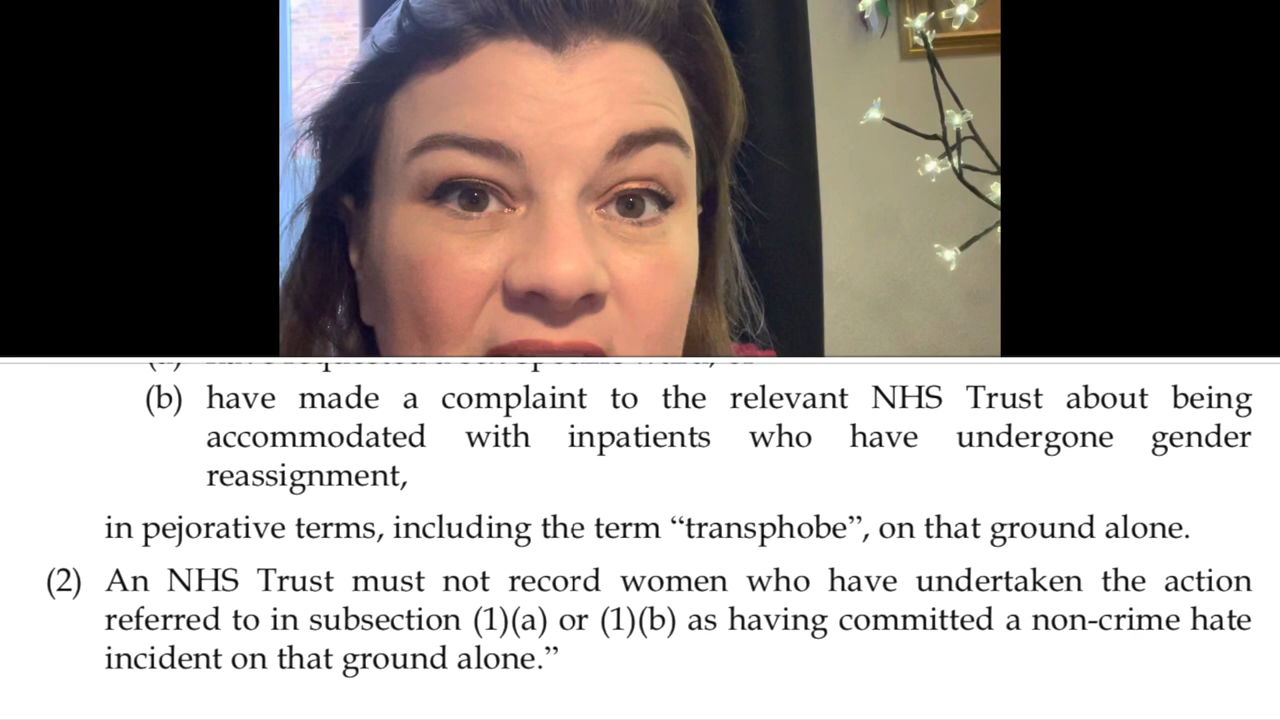 (b) have made a complaint to the relevant NHS Trust about being
accommodated with inpatients who have undergone gender
reassignment,
in pejorative terms, including the term “transphobe”, on that ground alone.
(2) An NHS Trust must not record women who have undertaken the action
referred to in subsection (1)(a) or (1)(b) as having committed a non-crime hate
incident on that ground alone.”